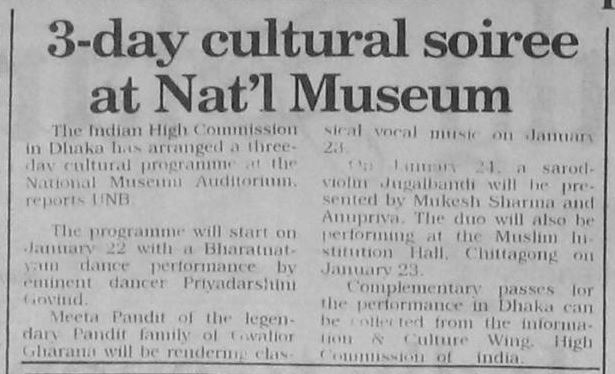 3-day cultural soiree
at Nat'l Museum
The Indian High Commission
in Dhaka has arranged a three-
day cultural programme at the
National Museum Auditorium,
reports UNB.
The programme will start on
January 22 with a Bharatnat-
yam dance performance by
eminent dancer Priyadarshini
Govind.
Meeta Pandit of the legen-
dary Pandit family of Gwalior
Gharana will be rendering clas-
sical vocal music on January
23.
On January 24, a sarod-
violin Jugalbandi will be pre-
sented by Mukesh Sharma and
Anupriya. The duo will also be
performing at the Muslim In-
stitution Hall, Chittagong on
January 23.
Complementary passes for
the performance in Dhaka can
be collected from the informa-
tion & Culture Wing, High
Commission of India.